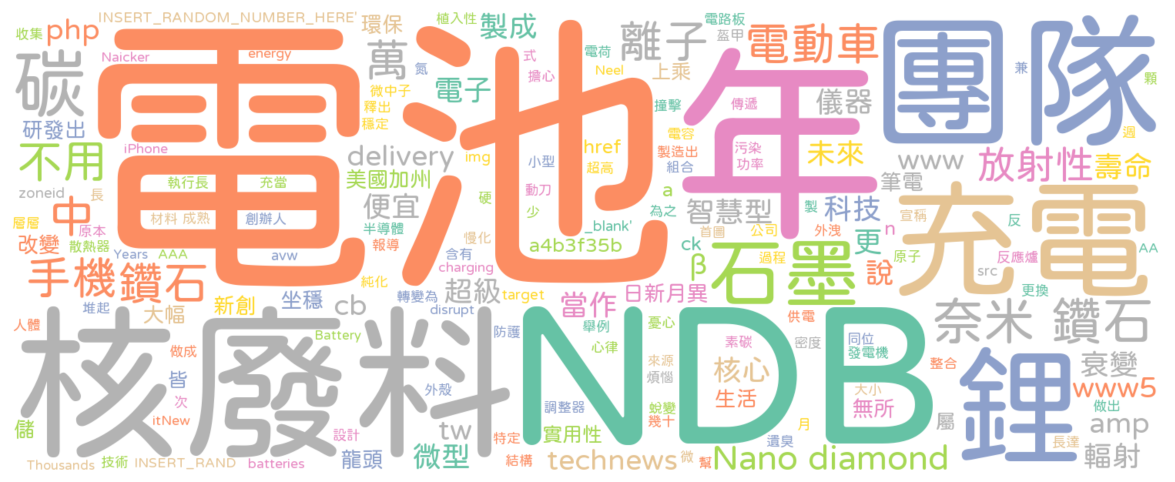 INSERT_RANDOM_NUMBER_HERE'
收集 php
Naicker
energy
環保
植入性
製成
電荷
離子
電路板
盔甲
電動車
團隊
兼
顆
碳
電池
萬
氮
式
擔心
Neel
上乘
年
微中子
電子
釋出
穩定
撞擊
傳遞
儀器
週
研發出
iPhone
不用
delivery
img
href
小型
超高
電容
製造出
組合
污染
功率
未來
www
放射性
壽命
zoneid
長
執行長
充當
美國加州
硬
動刀
a
筆電
充電
中
材料
成熟
創辦人
便宜
少
_blank'
為之
智慧型
製
科技
宣稱
反
層層
原本
半導體
慢化
a4b3f35b
首圖
公司
外洩
n
改變
散熱器
Years
AAA
avw
報導
含有
ck
過程
更
原子
反應爐
AA
手機
鑽石
純化
charging
β
石墨
說
src
更換
堆起
新創
坐穩
轉變為
超級
target
當作
日新月異
大幅
cb
disrupt
供電
奈米 鑽石
人體
核廢料
Battery
防護
NDB
舉例
憂心
素碳
密度
同位
發電機
整合
衰變
做成
心律
來源
煩惱
核心
鋰
皆
外殼
蛻變
大小
www5
次
調整器
幾十
生活
無所
做出
儲
itNew
設計
tw
特定
實用性
月
屬
amp
遺臭
長達
Thousands
技術
INSERT_RAND
batteries
龍頭
微型
結構
technews
微
幫
Nano diamond
輻射